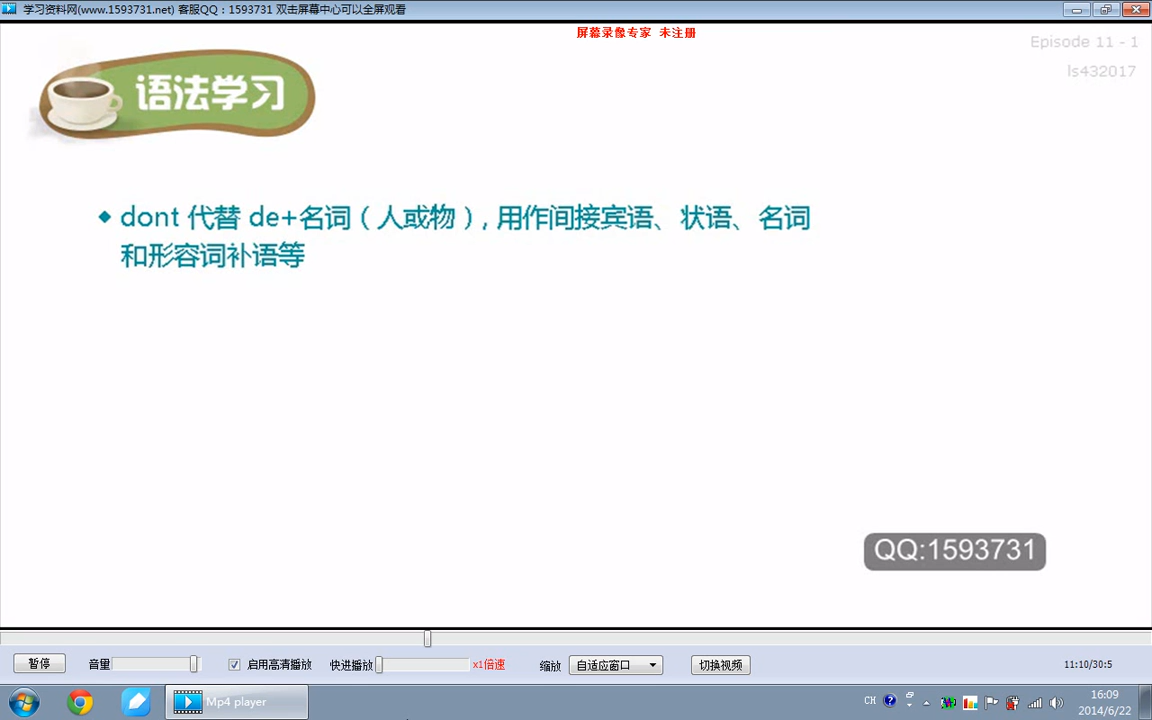 学习资料网(www.1593731.net) 客服QQ：1593731 双击屏幕中心可以全屏观看
屏幕录像专家 未注册
Episode 11 - 1
ls432017
语法学习
dont 代替 de+名词（人或物）, 用作间接宾语、状语、名词
和形容词补语等
QQ:1593731
暂停 音量 启用高清播放 快进播放 x1倍速 缩放 自适应窗口 切换视频 11:10/30:5
Mp4 player CH 16:09
2014/6/22